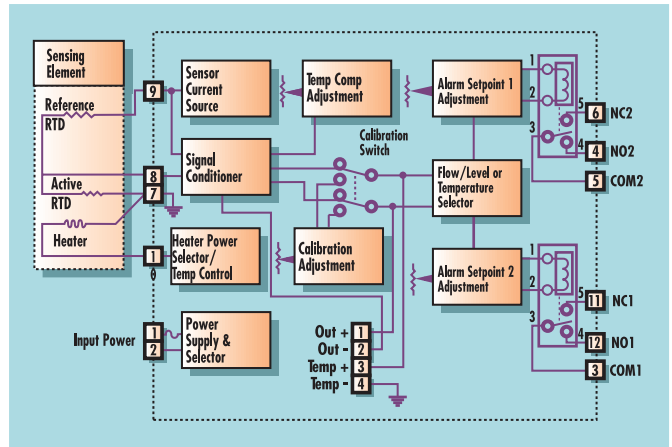 Sensing
Element
Reference
RTD
Active
RTD
Heater
9
8
7
1
0
Sensor
Current
Source
Temp Comp
Adjustment
Alarm Setpoint 1
Adjustment
1
2
3
5
4
6 NC2
4 NO2
5 COM2
Signal
Conditioner
Calibration
Switch
Flow/Level or
Temperature
Selector
Heater Power
Selector/
Temp Control
Calibration
Adjustment
Alarm Setpoint 2
Adjustment
1
2
3
5
4
11 NC1
12 NO1
3 COM1
Input Power
1
2
Power
Supply &
Selector
Out + 1
Out - 2
Temp + 3
Temp - 4